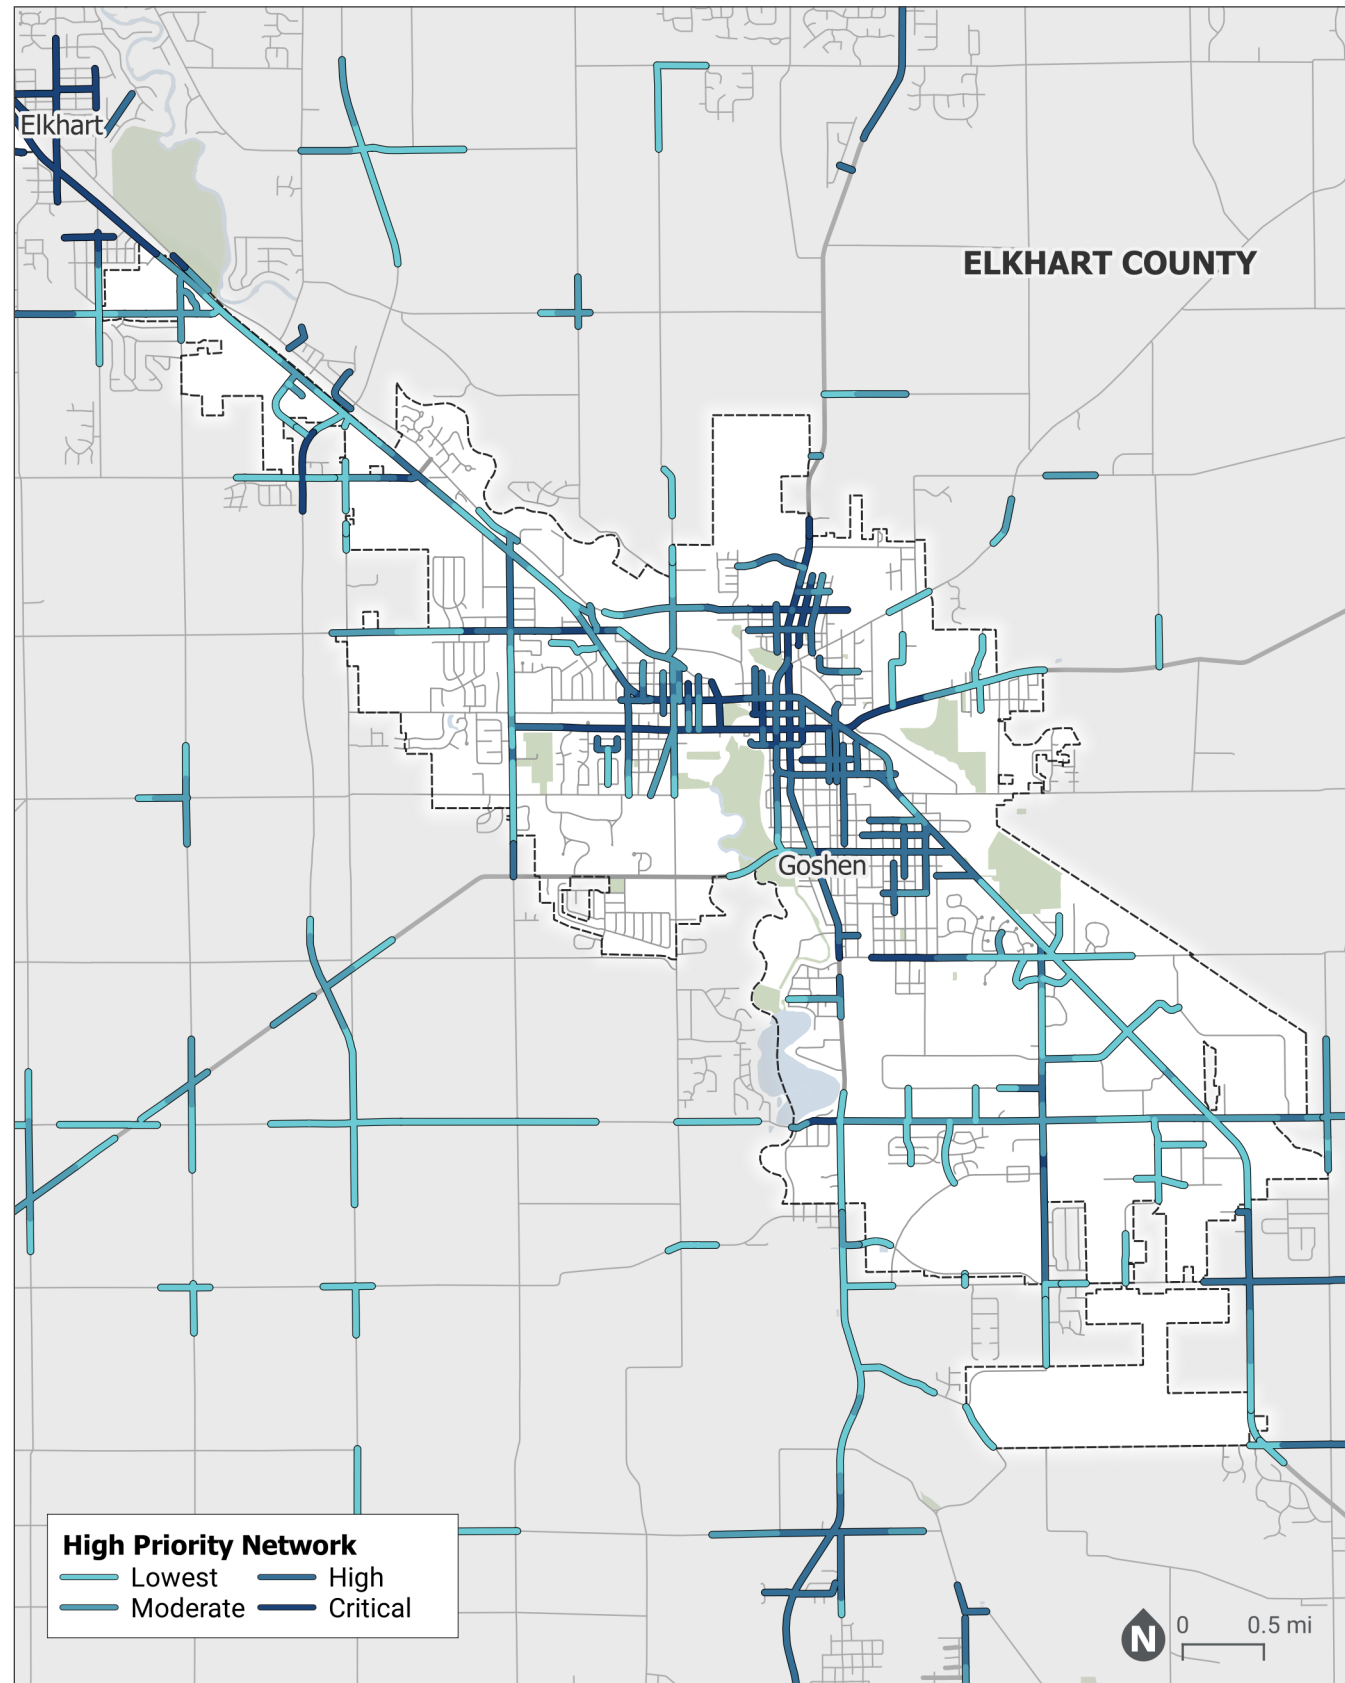 Elkhart
ELKHART COUNTY
Goshen
High Priority Network
Lowest
High
Moderate
Critical
N
0
0.5 mi